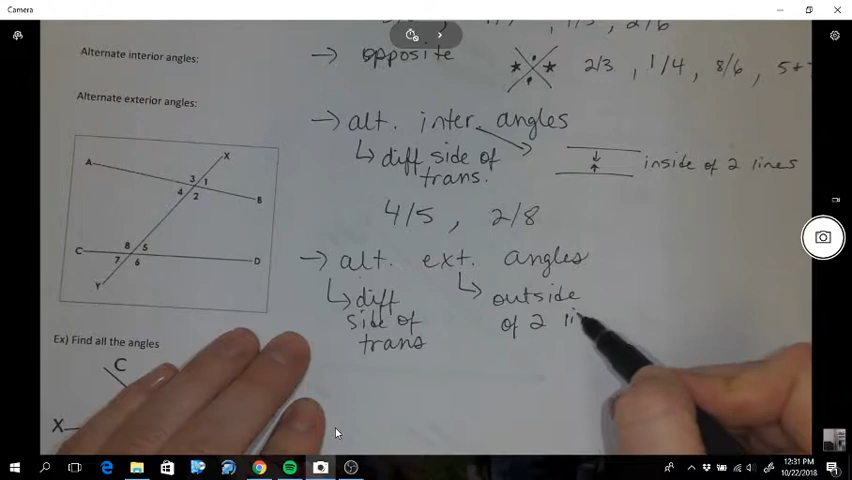 Camera
Alternate interior angles:
→ opposite
2/3 , 1/4 , 8/6 , 5+7
Alternate exterior angles:
→ alt. inter. angles
↳ diff side of trans.
inside of 2 lines
4/5 , 2/8
X
A
3 1
4 2
B
8 5
C
D
7 6
Y
→ alt. ext. angles
↳ diff side of trans
↳ outside of 2 li
Ex) Find all the angles
C
X
12:31 PM
10/22/2018